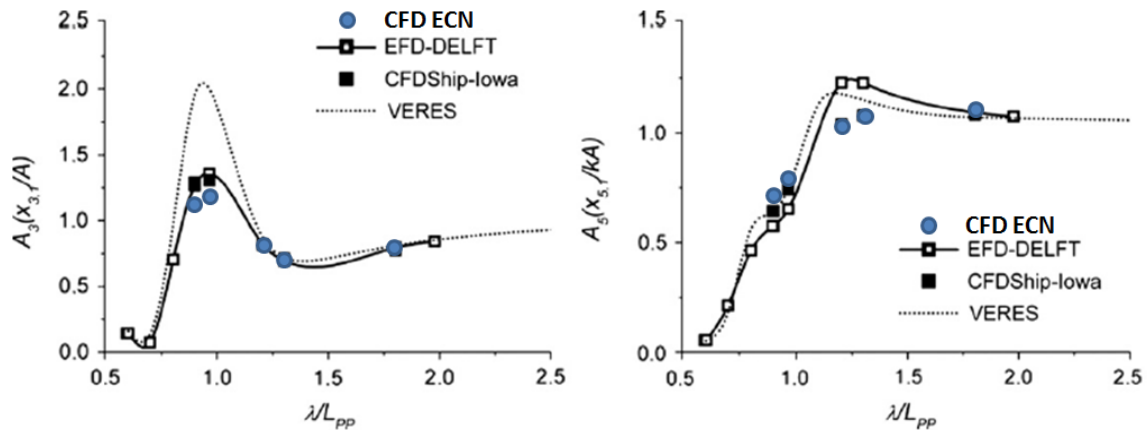 2.5
2.0
1.5
1.0
0.5
0.0
A3(x3.1/A)
CFD ECN
EFD-DELFT
CFDShip-Iowa
VERES
0.5 1.0 1.5 2.0 2.5
λ/LPP
1.5
1.0
0.5
0.0
A5(x5.1/kA)
CFD ECN
EFD-DELFT
CFDShip-Iowa
VERES
0.5 1.0 1.5 2.0 2.5
λ/LPP